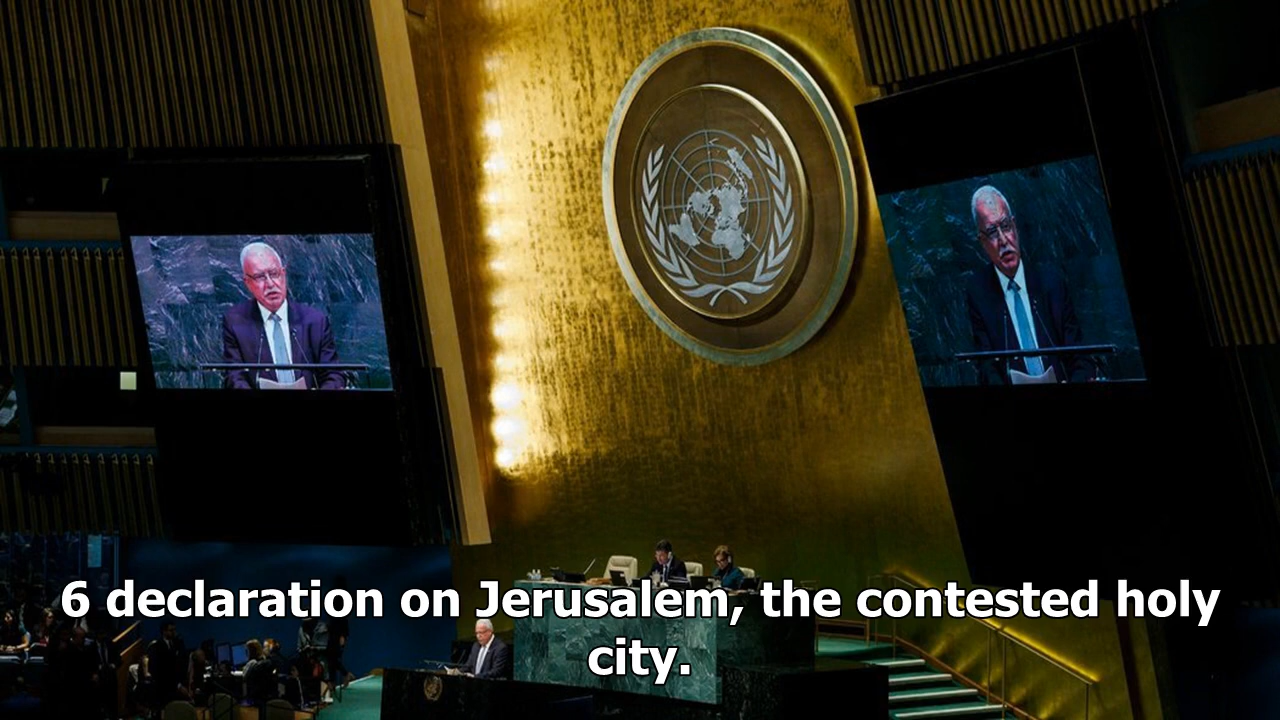 6 declaration on Jerusalem, the contested holy
city.